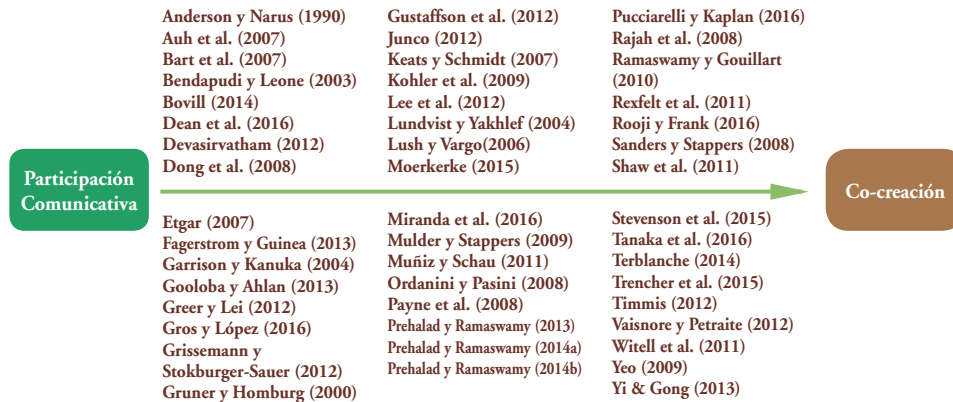 Participación
Comunicativa
Anderson y Narus (1990)
Auh et al. (2007)
Bart et al. (2007)
Bendapudi y Leone (2003)
Bovill (2014)
Dean et al. (2016)
Devasirvatham (2012)
Dong et al. (2008)
Gustaffson et al. (2012)
Junco (2012)
Keats y Schmidt (2007)
Kohler et al. (2009)
Lee et al. (2012)
Lundvist y Yakhlef (2004)
Lush y Vargo(2006)
Moerkerke (2015)
Pucciarelli y Kaplan (2016)
Rajah et al. (2008)
Ramaswamy y Gouillart
(2010)
Rexfelt et al. (2011)
Rooji y Frank (2016)
Sanders y Stappers (2008)
Shaw et al. (2011)
Etgar (2007)
Fagerstrom y Guinea (2013)
Garrison y Kanuka (2004)
Gooloba y Ahlan (2013)
Greer y Lei (2012)
Gros y López (2016)
Grissemann y
Stokburger-Sauer (2012)
Gruner y Homburg (2000)
Miranda et al. (2016)
Mulder y Stappers (2009)
Muñiz y Schau (2011)
Ordanini y Pasini (2008)
Payne et al. (2008)
Prehalad y Ramaswamy (2013)
Prehalad y Ramaswamy (2014a)
Prehalad y Ramaswamy (2014b)
Stevenson et al. (2015)
Tanaka et al. (2016)
Terblanche (2014)
Trencher et al. (2015)
Timmis (2012)
Vaisnore y Petraite (2012)
Witell et al. (2011)
Yeo (2009)
Yi & Gong (2013)
Co-creación